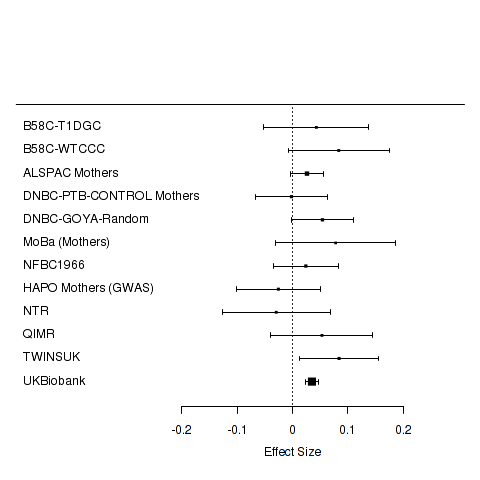 B58C-T1DGC
B58C-WTCCC
ALSPAC Mothers
DNBC-PTB-CONTROL Mothers
DNBC-GOYA-Random
MoBa (Mothers)
NFBC1966
HAPO Mothers (GWAS)
NTR
QIMR
TWINSUK
UKBiobank
-0.2 -0.1 0 0.1 0.2
Effect Size